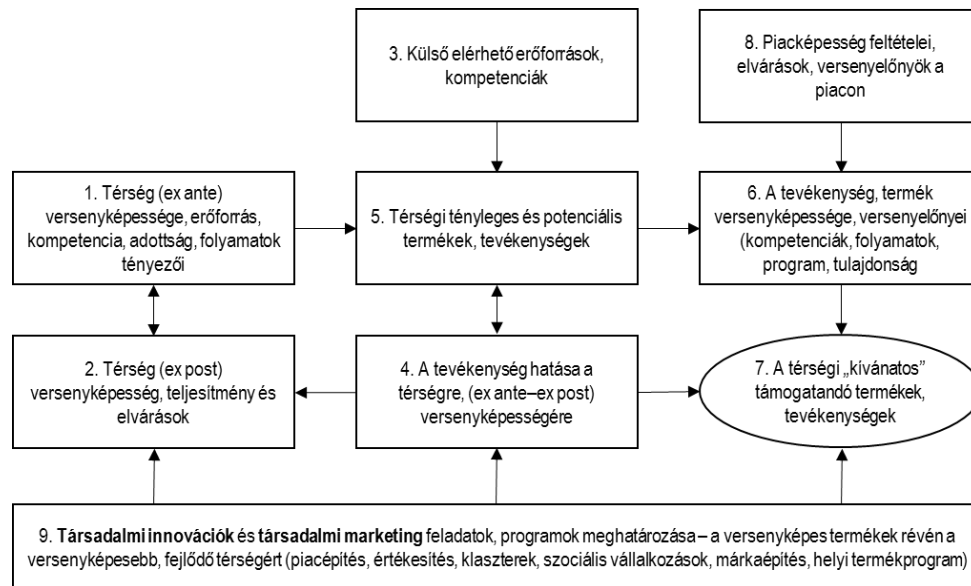 3. Külső elérhető erőforrások,
kompetenciák
8. Piacképesség feltételei,
elvárások, versenyelőnyök a
piacon
1. Térség (ex ante)
versenyképessége, erőforrás,
kompetencia, adottság, folyamatok
tényezői
5. Térségi tényleges és potenciális
termékek, tevékenységek
6. A tevékenység, termék
versenyképessége, versenyelőnyei
(kompetenciák, folyamatok,
program, tulajdonság
2. Térség (ex post)
versenyképesség, teljesítmény és
elvárások
4. A tevékenység hatása a
térségre, (ex ante–ex post)
versenyképességére
7. A térségi „kívánatos”
támogatandó termékek,
tevékenységek
9. Társadalmi innovációk és társadalmi marketing feladatok, programok meghatározása – a versenyképes termékek révén a
versenyképesebb, fejlődő térségért (piacépítés, értékesítés, klaszterek, szociális vállalkozások, márkaépítés, helyi termékprogram)